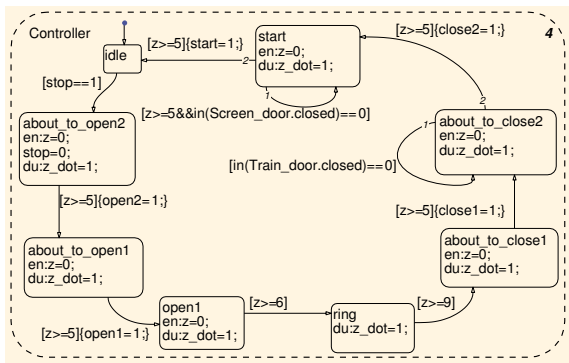 Controller
4
idle
[z>=5]{start=1;}
2
start
en:z=0;
du:z_dot=1;
1
[z>=5&&in(Screen_door.closed)==0]
[z>=5]{close2=1;}
2
[stop==1]
about_to_open2
en:z=0;
stop=0;
du:z_dot=1;
about_to_close2
en:z=0;
du:z_dot=1;
1
[in(Train_door.closed)==0]
[z>=5]{open2=1;}
[z>=5]{close1=1;}
about_to_open1
en:z=0;
du:z_dot=1;
about_to_close1
en:z=0;
du:z_dot=1;
[z>=5]{open1=1;}
open1
en:z=0;
du:z_dot=1;
[z>=6]
ring
du:z_dot=1;
[z>=9]